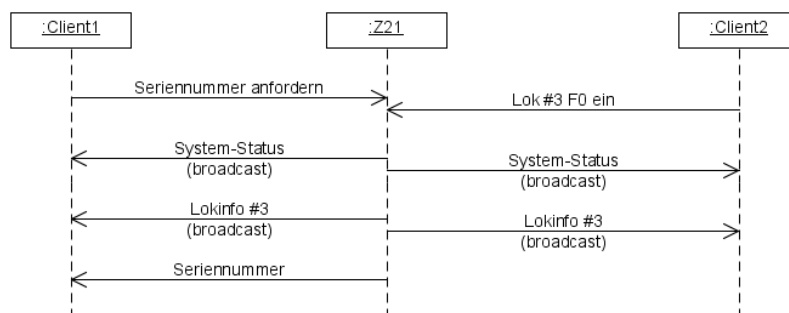 :Client1
:Z21
:Client2
Seriennummer anfordern
Lok #3 F0 ein
System-Status
(broadcast)
System-Status
(broadcast)
Lokinfo #3
(broadcast)
Lokinfo #3
(broadcast)
Seriennummer